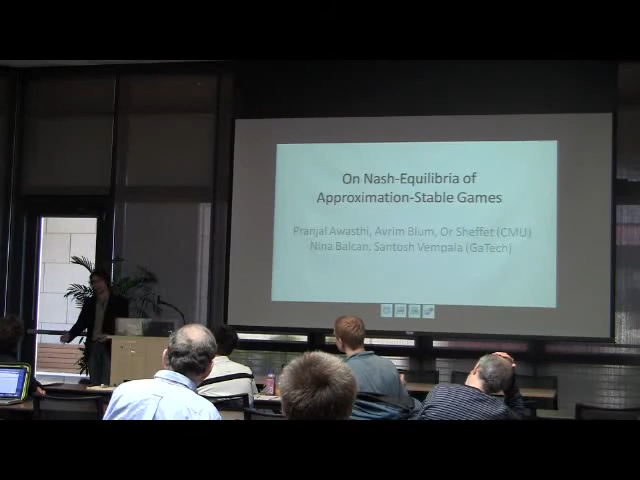 On Nash-Equilibria of
Approximation-Stable Games
Pranjal Awasthi, Avrim Blum, Or Sheffet (CMU)
Nina Balcan, Santosh Vempala (GaTech)